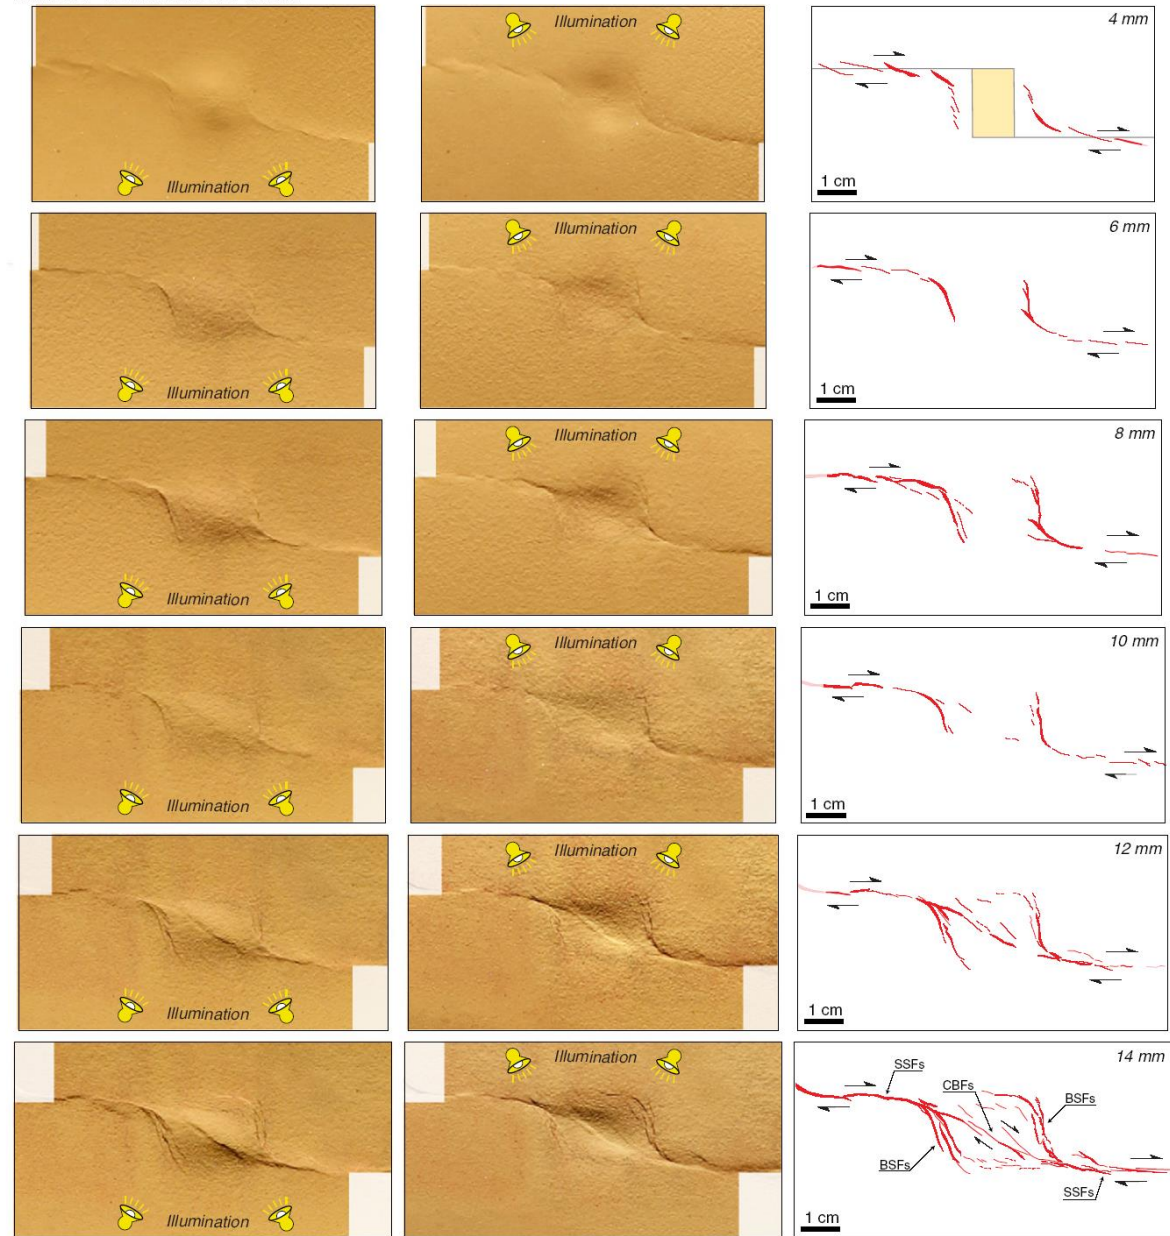 Illumination
Illumination
4 mm
1 cm
Illumination
Illumination
6 mm
1 cm
Illumination
Illumination
8 mm
1 cm
Illumination
Illumination
10 mm
1 cm
Illumination
Illumination
12 mm
1 cm
Illumination
Illumination
14 mm
SSFs
CBFs
BSFs
BSFs
SSFs
1 cm